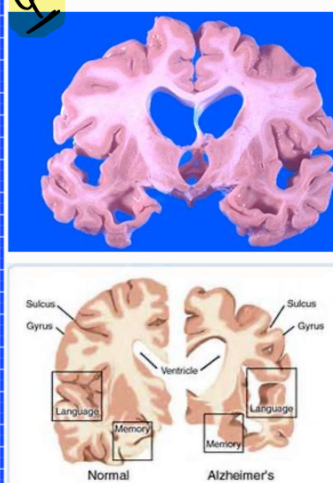 Sulcus
Gyrus
Sulcus
Gyrus
Ventricle
Language
Language
Memory
Memory
Normal
Alzheimer's